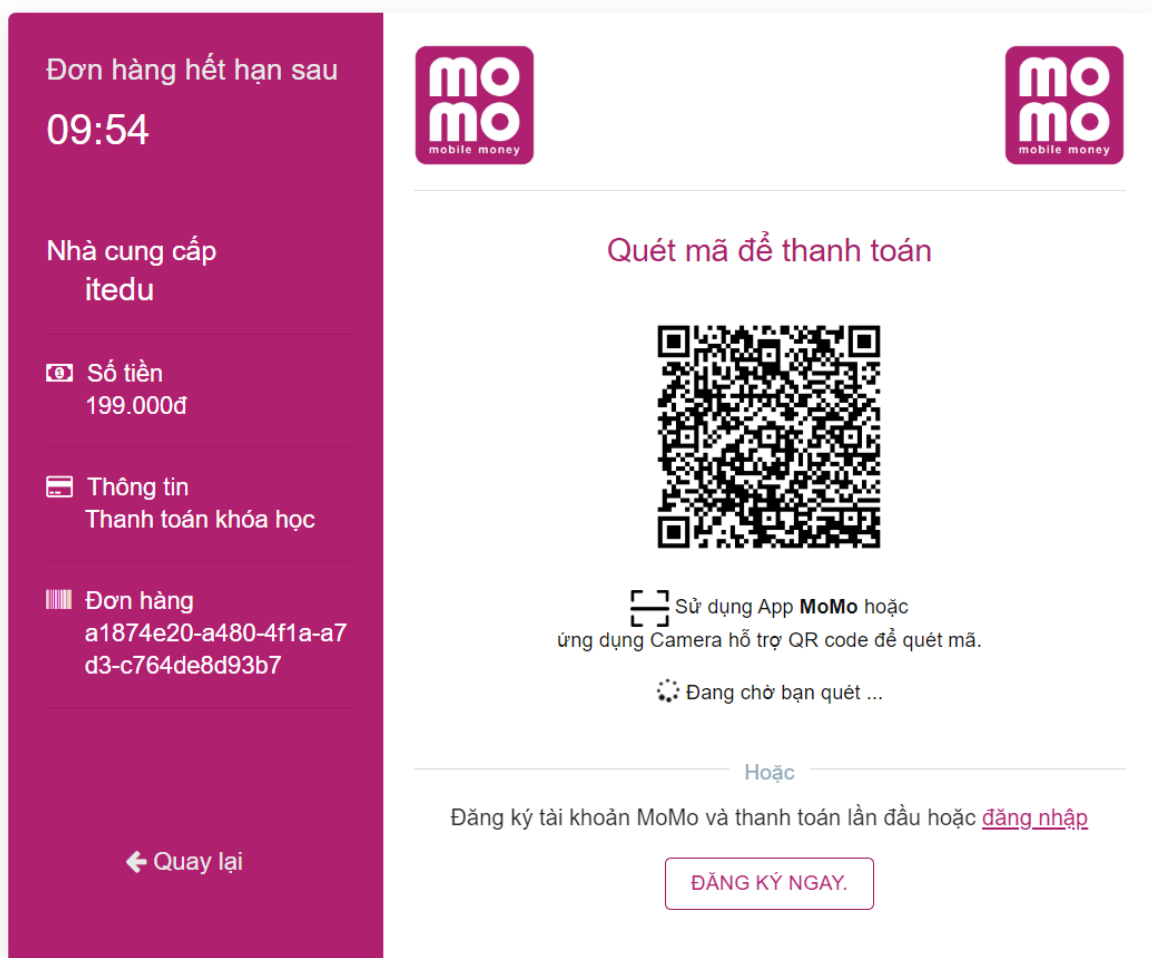 Đơn hàng hết hạn sau
09:54
Nhà cung cấp
itedu
Số tiền
199.000đ
Thông tin
Thanh toán khóa học
Đơn hàng
a1874e20-a480-4f1a-a7
d3-c764de8d93b7
Quay lại
mo
mo
mobile money
mo
mo
mobile money
Quét mã để thanh toán
Sử dụng App MoMo hoặc
ứng dụng Camera hỗ trợ QR code để quét mã.
Đang chờ bạn quét ...
Hoặc
Đăng ký tài khoản MoMo và thanh toán lần đầu hoặc đăng nhập
ĐĂNG KÝ NGAY.